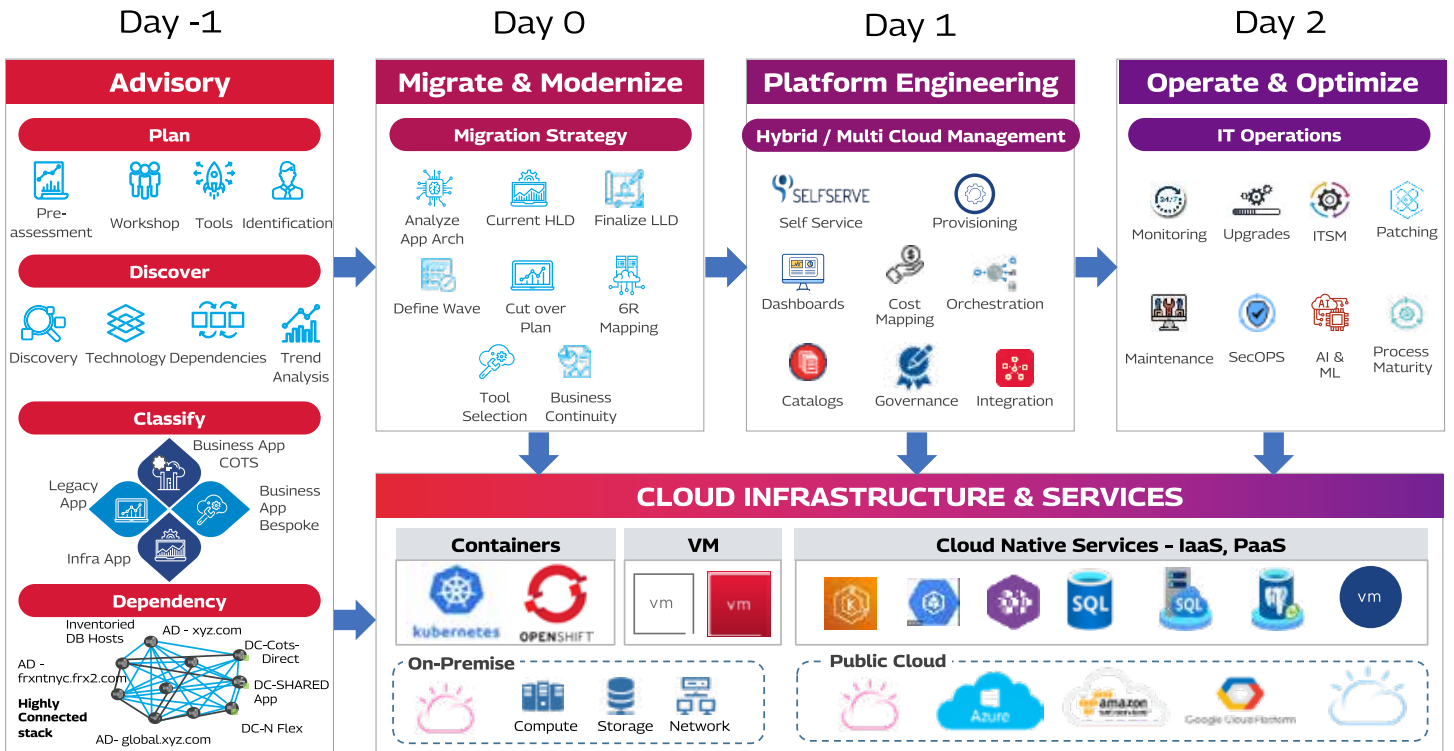 Day -1
Day 0
Day 1
Day 2
Advisory
Plan
Pre-
assessment
Workshop
Tools
Identification
Discover
Discovery
Technology
Dependencies
Trend
Analysis
Classify
Business App
COTS
Legacy
App
Business
App
Bespoke
Infra App
Dependency
Inventoried
DB Hosts
AD - xyz.com
DC-Cots-
Direct
AD -
frxntnyc.frx2.com
DC-SHARED
App
Highly
Connected
stack
DC-N Flex
AD- global.xyz.com
Migrate & Modernize
Migration Strategy
Analyze
App Arch
Current HLD
Finalize LLD
Define Wave
Cut over
Plan
6R
Mapping
Tool
Selection
Business
Continuity
Platform Engineering
Hybrid / Multi Cloud Management
SELFSERVE
Self Service
Provisioning
Dashboards
Cost
Mapping
Orchestration
Catalogs
Governance
Integration
Operate & Optimize
IT Operations
24/7
Monitoring
Upgrades
ITSM
Patching
Maintenance
SecOPS
AI
AI &
ML
Process
Maturity
CLOUD INFRASTRUCTURE & SERVICES
Containers
kubernetes
OPENSHIFT
VM
vm
vm
Cloud Native Services - IaaS, PaaS
K
SQL
SQL
vm
On-Premise
Compute
Storage
Network
Public Cloud
Azure
amazon
Google Cloud Platform